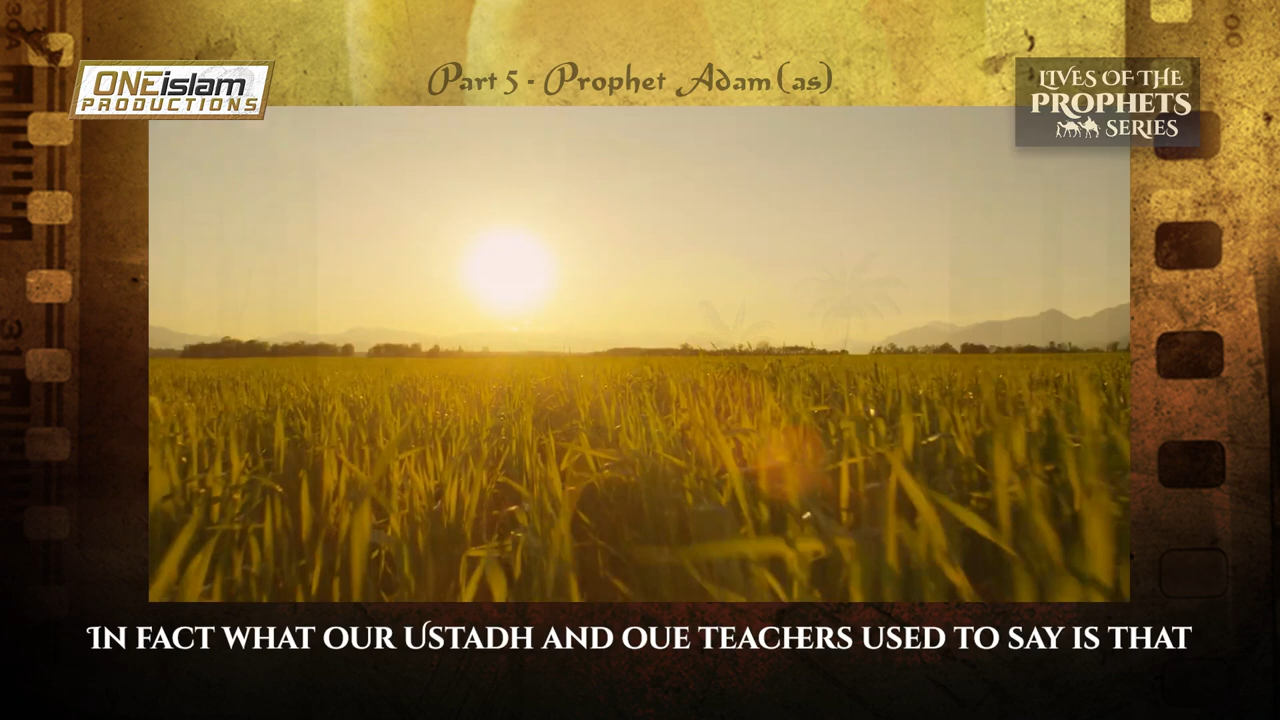 ONEislam
PRODUCTIONS
Part 5 - Prophet Adam (as)
LIVES OF THE
PROPHETS
SERIES
IN FACT WHAT OUR USTADH AND OUE TEACHERS USED TO SAY IS THAT